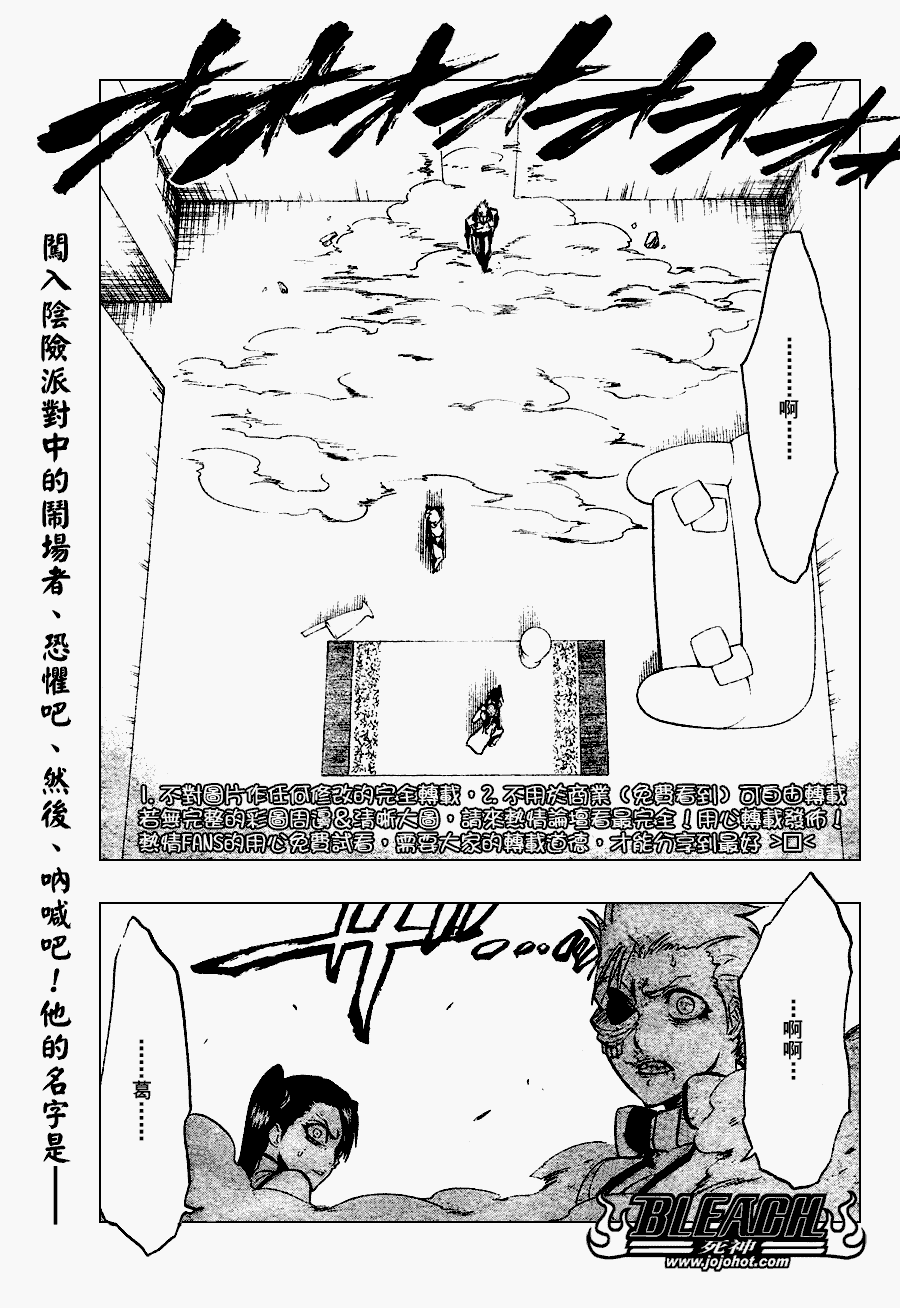 オオオオオオオ
…………啊……
闖入陰險派對中的鬧場者、恐懼吧、然後、吶喊吧！他的名字是——
1. 不對圖片作任何修改的完全轉載，2. 不用於商業（免費看到）可自由轉載
若無完整的彩圖周邊&清晰大圖，請來熱情論壇看最完全！用心轉載發佈！
熱情FANS的用心免費試看，需要大家的轉載道德，才能分享到最好 >□<
…啊啊…
……葛……
BLEACH
死神
www.jojohot.com